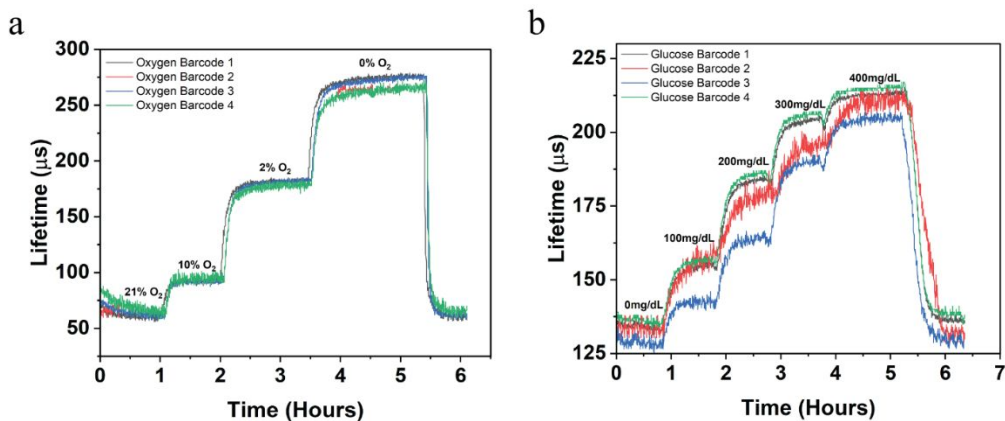 a
Oxygen Barcode 1
Oxygen Barcode 2
Oxygen Barcode 3
Oxygen Barcode 4
0% O₂
2% O₂
10% O₂
21% O₂
300
250
200
150
100
50
0 1 2 3 4 5 6
Lifetime (µs)
Time (Hours)
b
Glucose Barcode 1
Glucose Barcode 2
Glucose Barcode 3
Glucose Barcode 4
400mg/dL
300mg/dL
200mg/dL
100mg/dL
0mg/dL
225
200
175
150
125
0 1 2 3 4 5 6 7
Lifetime (µs)
Time (Hours)